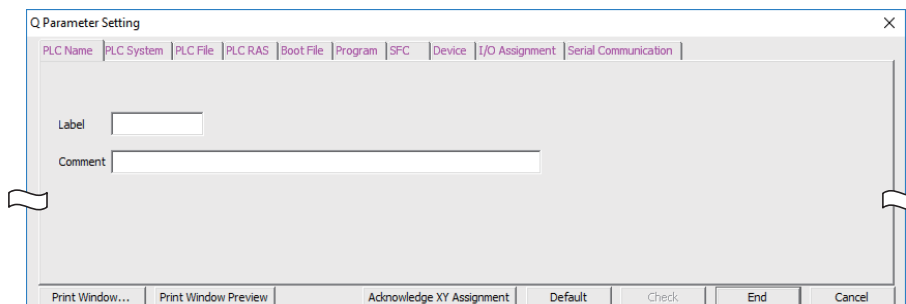 Q Parameter Setting
PLC Name PLC System PLC File PLC RAS Boot File Program SFC Device I/O Assignment Serial Communication
Label
Comment
Print Window... Print Window Preview Acknowledge XY Assignment Default Check End Cancel